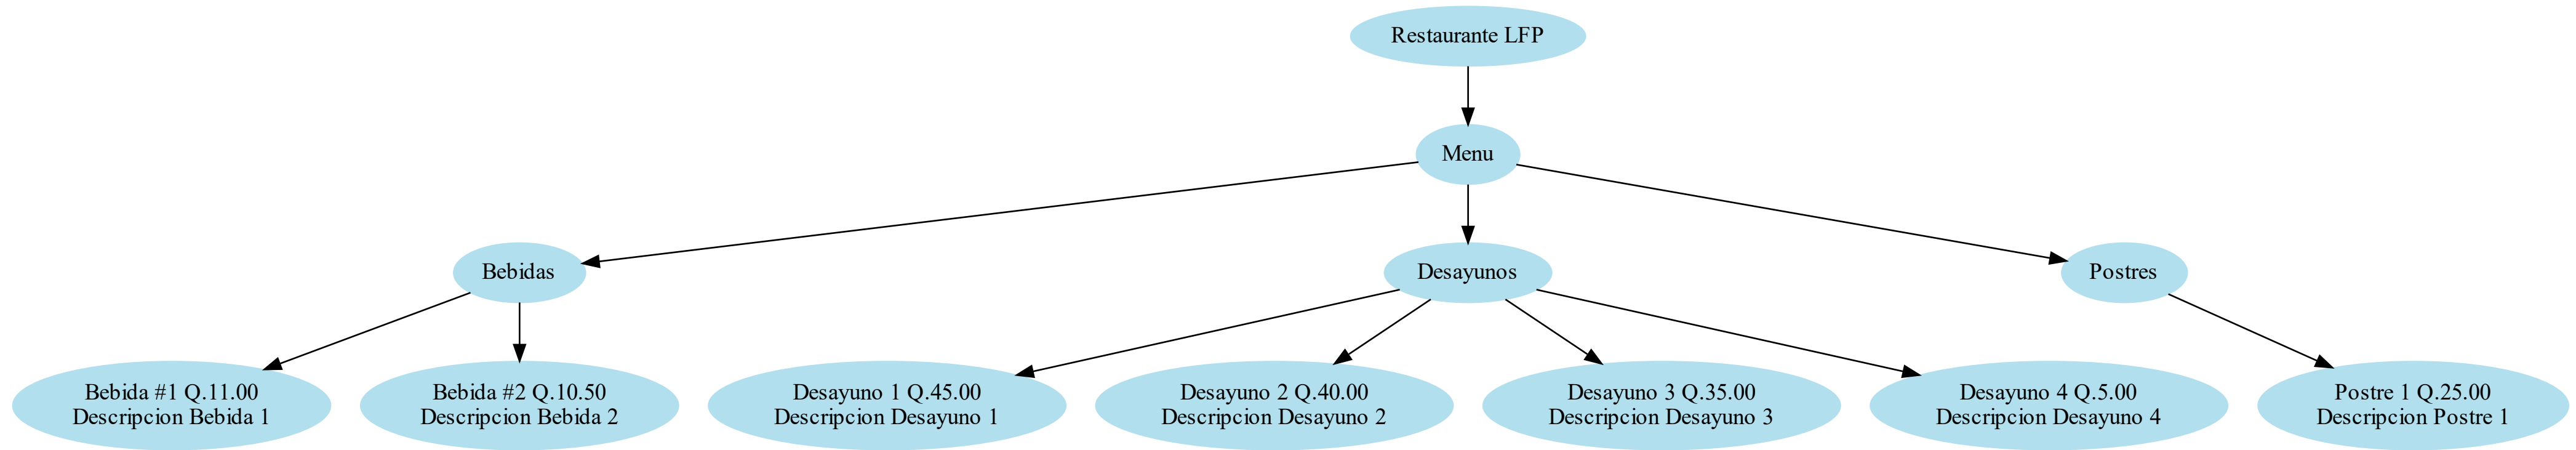 Restaurante LFP
Menu
Bebidas
Desayunos
Postres
Bebida #1 Q.11.00
Descripcion Bebida 1
Bebida #2 Q.10.50
Descripcion Bebida 2
Desayuno 1 Q.45.00
Descripcion Desayuno 1
Desayuno 2 Q.40.00
Descripcion Desayuno 2
Desayuno 3 Q.35.00
Descripcion Desayuno 3
Desayuno 4 Q.5.00
Descripcion Desayuno 4
Postre 1 Q.25.00
Descripcion Postre 1